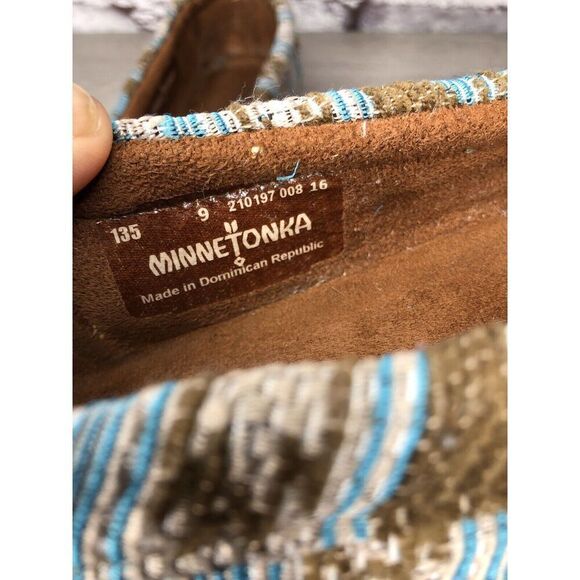 135 9 210197 008 16
MINNETONKA
Made in Dominican Republic